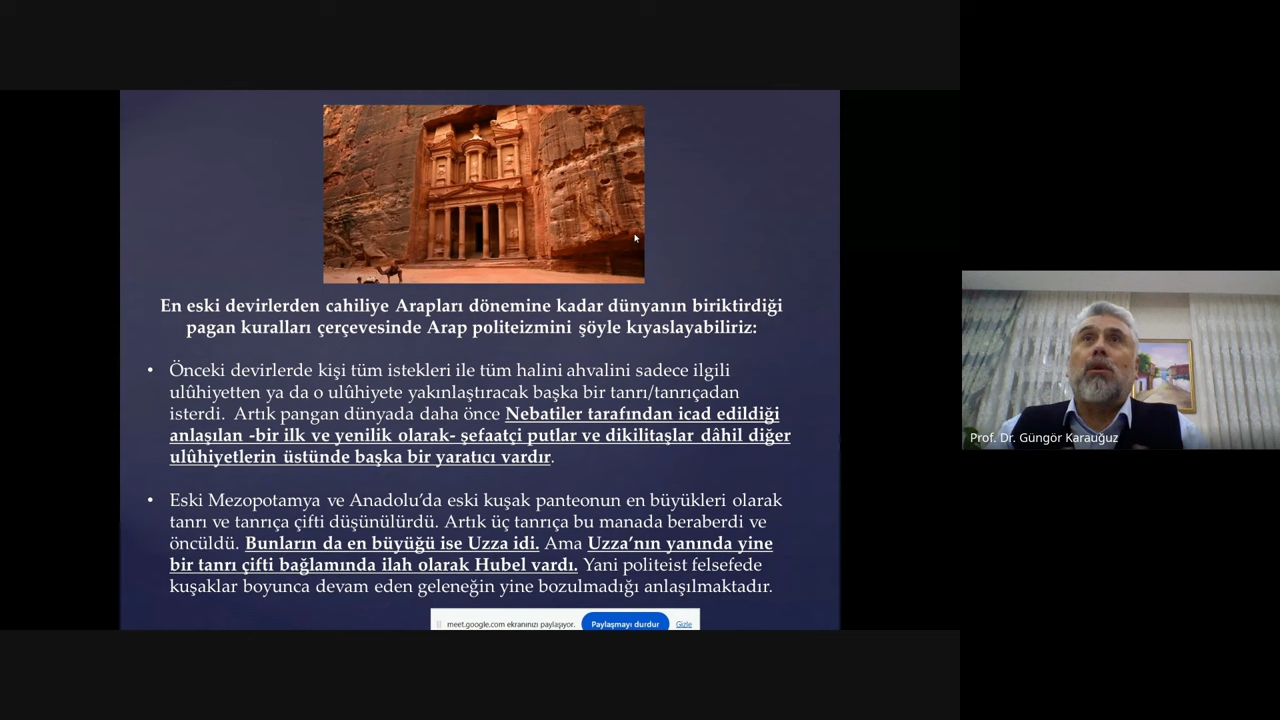 En eski devirlerden cahiliye Arapları dönemine kadar dünyanın biriktirdiği
pagan kuralları çerçevesinde Arap politeizmini şöyle kıyaslayabiliriz:
• Önceki devirlerde kişi tüm istekleri ile tüm halini ahvalini sadece ilgili
ulûhiyetten ya da o ulûhiyete yakınlaştıracak başka bir tanrı/tanrıçadan
isterdi. Artık pangan dünyada daha önce Nebatiler tarafından icad edildiği
anlaşılan -bir ilk ve yenilik olarak- şefaatçi putlar ve dikilitaşlar dâhil diğer
ulûhiyetlerin üstünde başka bir yaratıcı vardır.
• Eski Mezopotamya ve Anadolu’da eski kuşak panteonun en büyükleri olarak
tanrı ve tanrıça çifti düşünülürdü. Artık üç tanrıça bu manada beraberdi ve
öncüldü. Bunların da en büyüğü ise Uzza idi. Ama Uzza’nın yanında yine
bir tanrı çifti bağlamında ilah olarak Hubel vardı. Yani politeist felsefede
kuşaklar boyunca devam eden geleneğin yine bozulmadığı anlaşılmaktadır.
meet.google.com ekranınızı paylaşıyor. Paylaşmayı durdur Gizle
Prof. Dr. Güngör Karauğuz